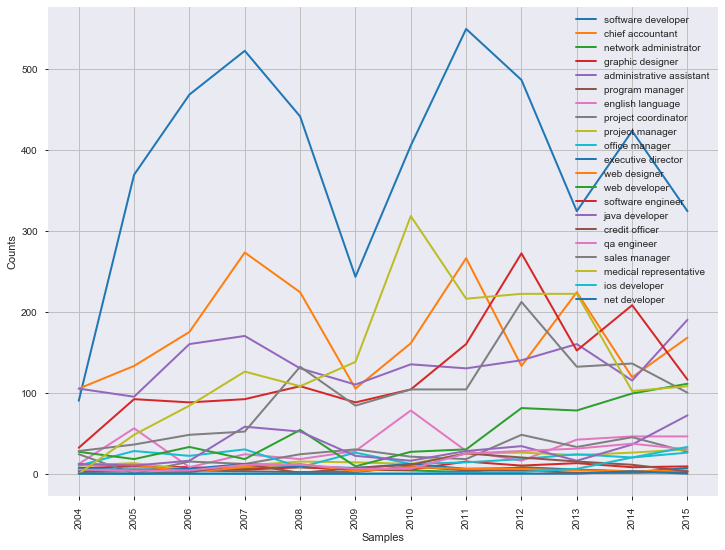 software developer
chief accountant
network administrator
graphic designer
administrative assistant
program manager
english language
project coordinator
project manager
office manager
executive director
web designer
web developer
software engineer
java developer
credit officer
qa engineer
sales manager
medical representative
ios developer
net developer
500
400
300
200
100
0
Counts
2004 2005 2006 2007 2008 2009 2010 2011 2012 2013 2014 2015
Samples